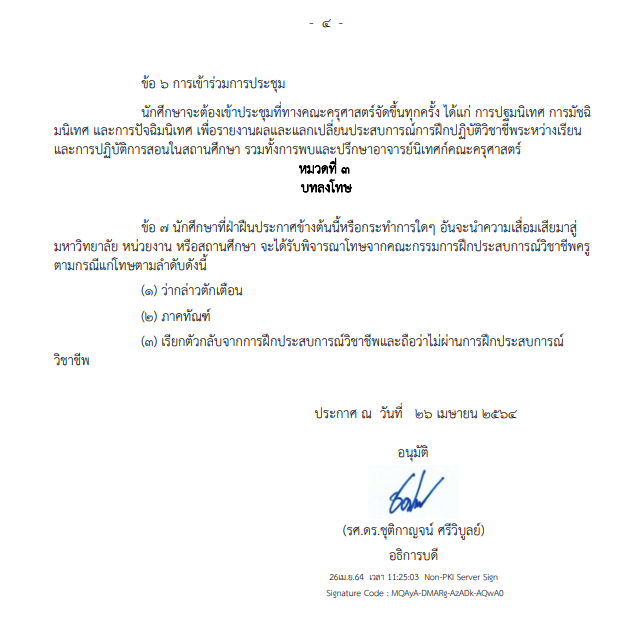 - ๔ -
ข้อ ๖ การเข้าร่วมการประชุม
นักศึกษาจะต้องเข้าประชุมที่ทางคณะครุศาสตร์จัดขึ้นทุกครั้ง ได้แก่ การปฐมนิเทศ การมัชฉิ
มนิเทศ และการปัจฉิมนิเทศ เพื่อรายงานผลและแลกเปลี่ยนประสบการณ์การฝึกปฏิบัติวิชาชีพระหว่างเรียน
และการปฏิบัติการสอนในสถานศึกษา รวมทั้งการพบและปรึกษาอาจารย์นิเทศก์คณะครุศาสตร์
หมวดที่ ๓
บทลงโทษ
ข้อ ๗ นักศึกษาที่ฝ่าฝืนประกาศข้างต้นนี้หรือกระทำการใดๆ อันจะนำความเสื่อมเสียมาสู่
มหาวิทยาลัย หน่วยงาน หรือสถานศึกษา จะได้รับพิจารณาโทษจากคณะกรรมการฝึกประสบการณ์วิชาชีพครู
ตามกรณีแก่โทษตามลำดับดังนี้
(๑) ว่ากล่าวตักเตือน
(๒) ภาคทัณฑ์
(๓) เรียกตัวกลับจากการฝึกประสบการณ์วิชาชีพและถือว่าไม่ผ่านการฝึกประสบการณ์
วิชาชีพ
ประกาศ ณ วันที่ ๒๖ เมษายน ๒๕๖๔
อนุมัติ
(รศ.ดร.ชุติกาญจน์ ศรีวิบูลย์)
อธิการบดี
26เม.ย.64 เวลา 11:25:03 Non-PKI Server Sign
Signature Code : MQAyA-DMARg-AzADk-AQwA0